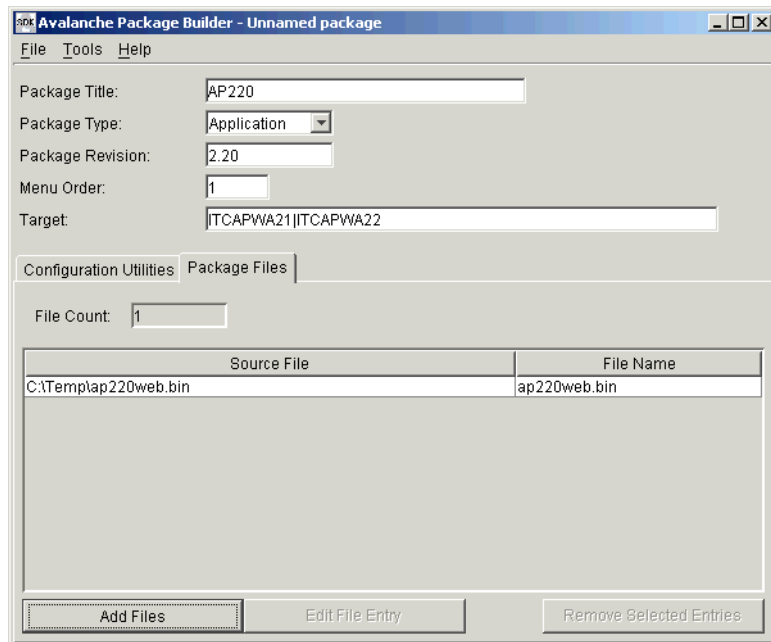 SDK Avalanche Package Builder - Unnamed package
File Tools Help
Package Title: AP220
Package Type: Application
Package Revision: 2.20
Menu Order: 1
Target: ITCAPWA21|ITCAPWA22
Configuration Utilities Package Files
File Count: 1
Source File File Name
C:\Temp\ap220web.bin ap220web.bin
Add Files Edit File Entry Remove Selected Entries